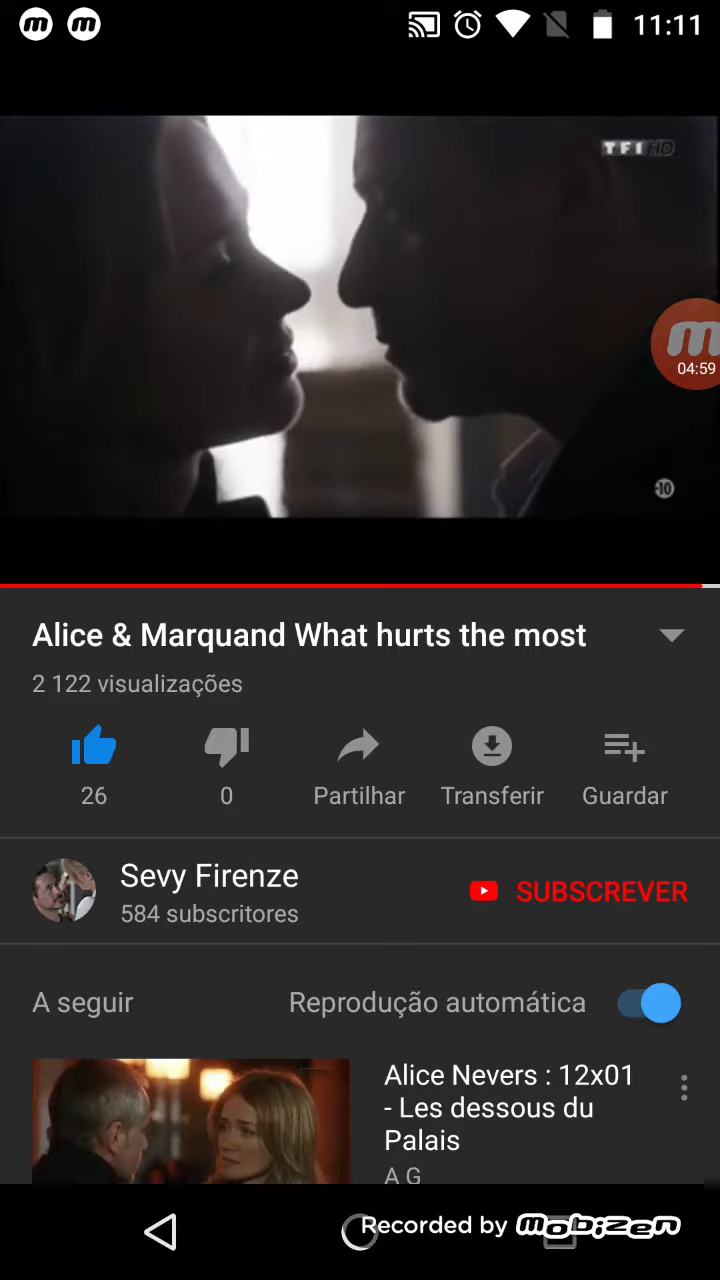 11:11
TF1 HD
04:59
-10
Alice & Marquand What hurts the most
2 122 visualizações
26
0
Partilhar
Transferir
Guardar
Sevy Firenze
584 subscritores
SUBSCREVER
A seguir
Reprodução automática
Alice Nevers : 12x01
- Les dessous du
Palais
A G
Recorded by mobizen